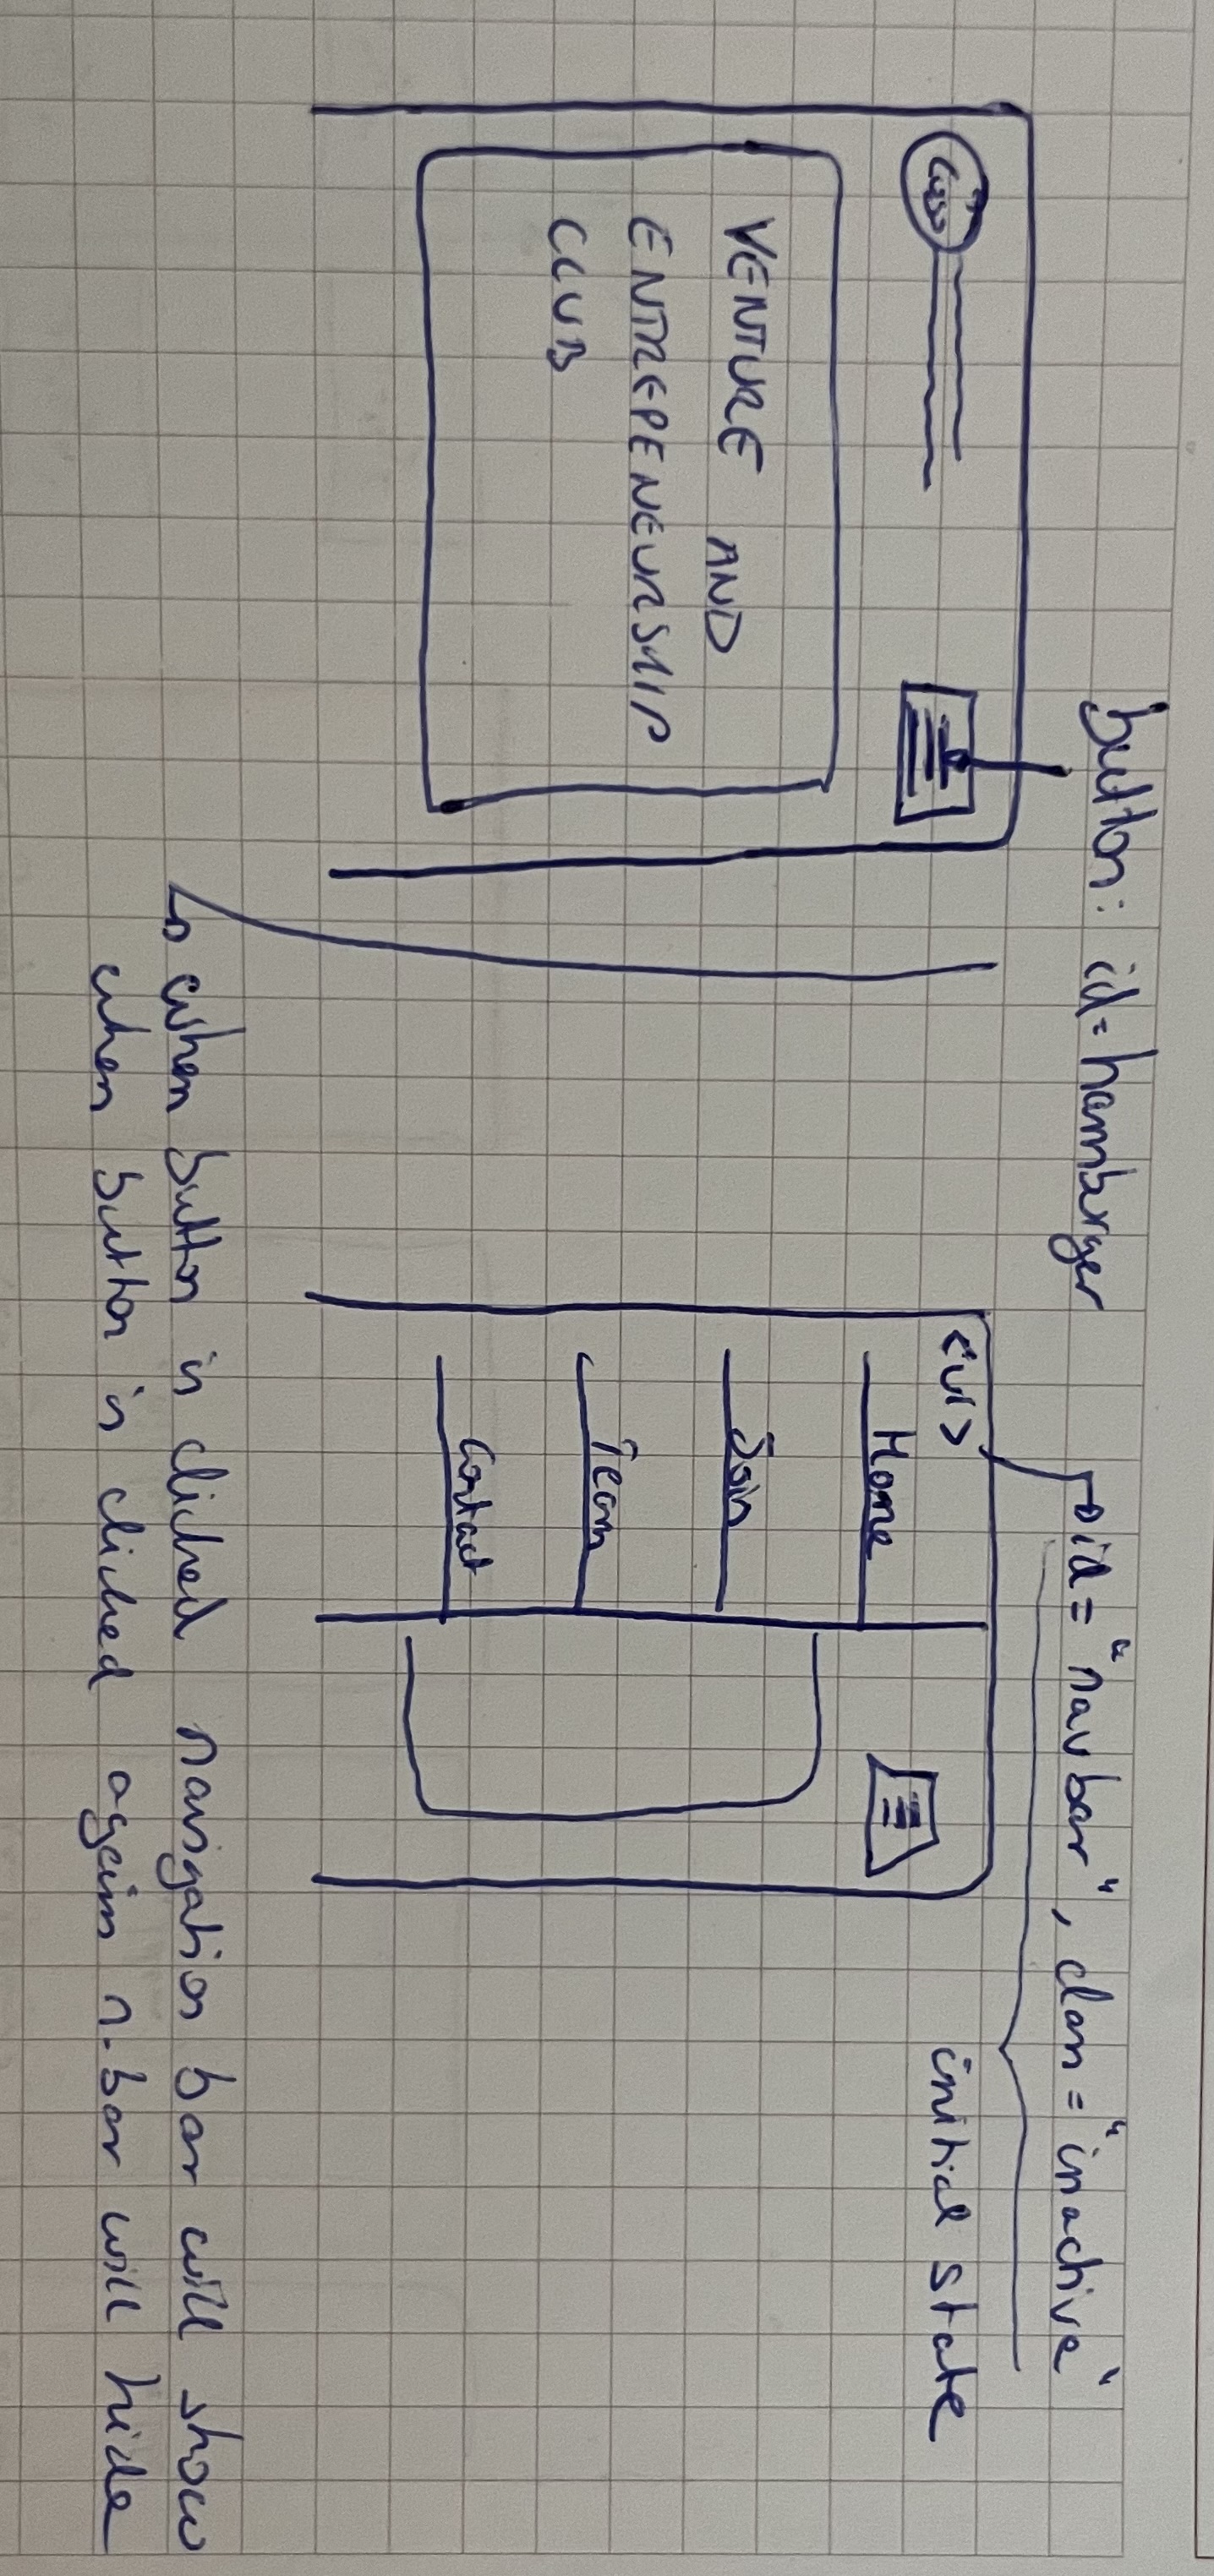 button: id=hamburger
id="navbar", class="inactive"
initial state
Logo
VENTURE AND
ENTREPENEURSHIP
CLUB
<ul>
Home
Join
Team
Contact
when button is clicked navigation bar will show
when button is clicked again n.bar will hide